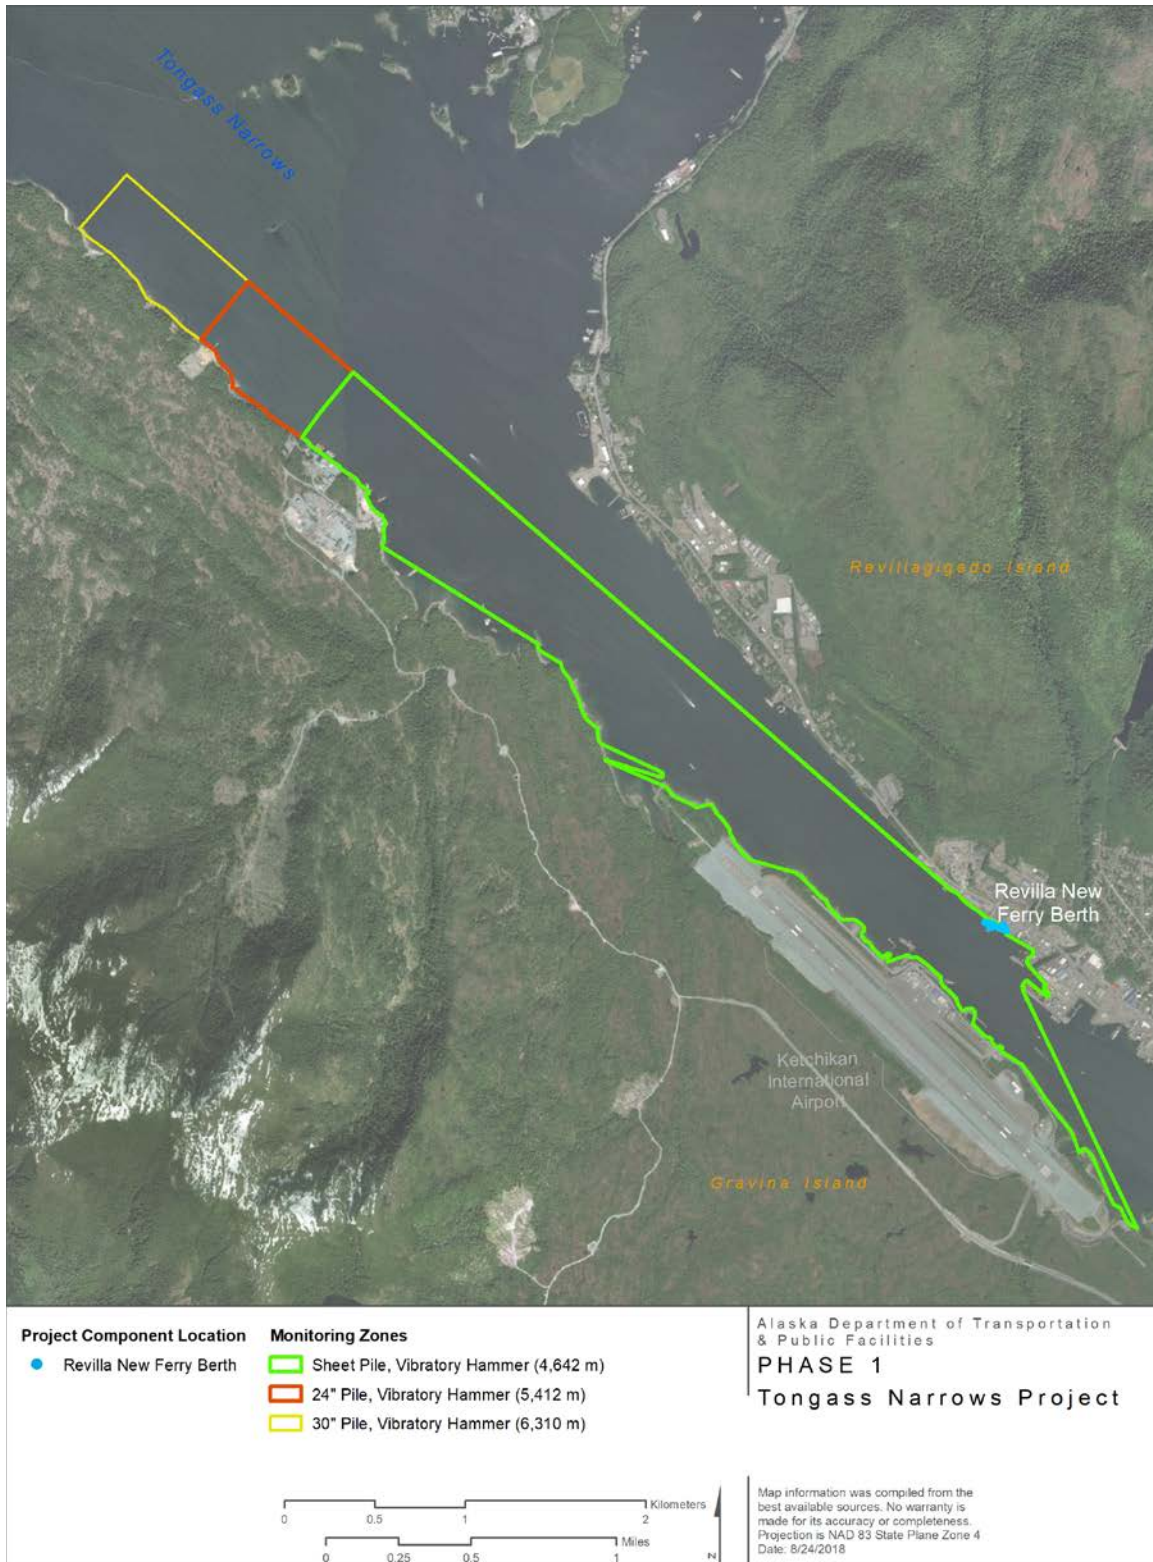 Tongass Narrows
Revillagigedo Island
Revilla New
Ferry Berth
Ketchikan
International
Airport
Gravina Island
Project Component Location
Revilla New Ferry Berth
Monitoring Zones
Sheet Pile, Vibratory Hammer (4,642 m)
24" Pile, Vibratory Hammer (5,412 m)
30" Pile, Vibratory Hammer (6,310 m)
Alaska Department of Transportation
& Public Facilities
PHASE 1
Tongass Narrows Project
Kilometers
0 0.5 1 2
Miles
0 0.25 0.5 1
N
Map information was compiled from the
best available sources. No warranty is
made for its accuracy or completeness.
Projection is NAD 83 State Plane Zone 4
Date: 8/24/2018